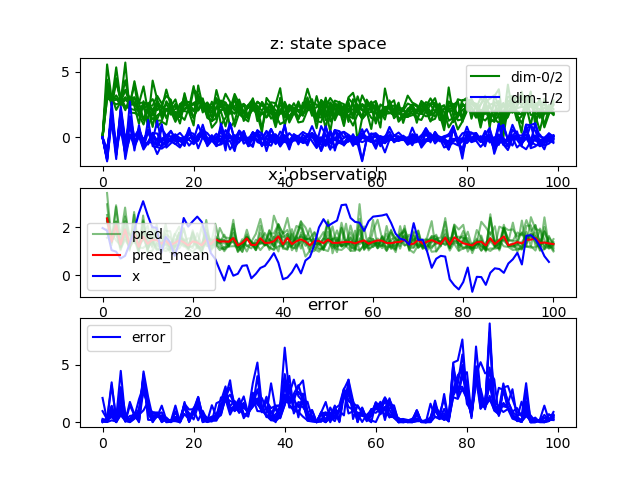 z: state space
5
0
dim-0/2
dim-1/2
0 20 40 60 80 100
x: observation
2
0
pred
pred_mean
x
0 20 40 60 80 100
error
5
0
error
0 20 40 60 80 100